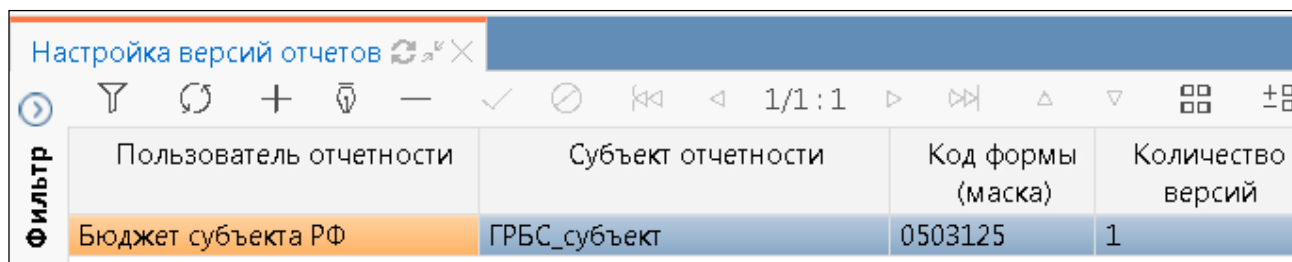 Настройка версий отчетов
1/1 : 1
Фильтр
Пользователь отчетности Субъект отчетности Код формы (маска) Количество версий
Бюджет субъекта РФ ГРБС_субъект 0503125 1